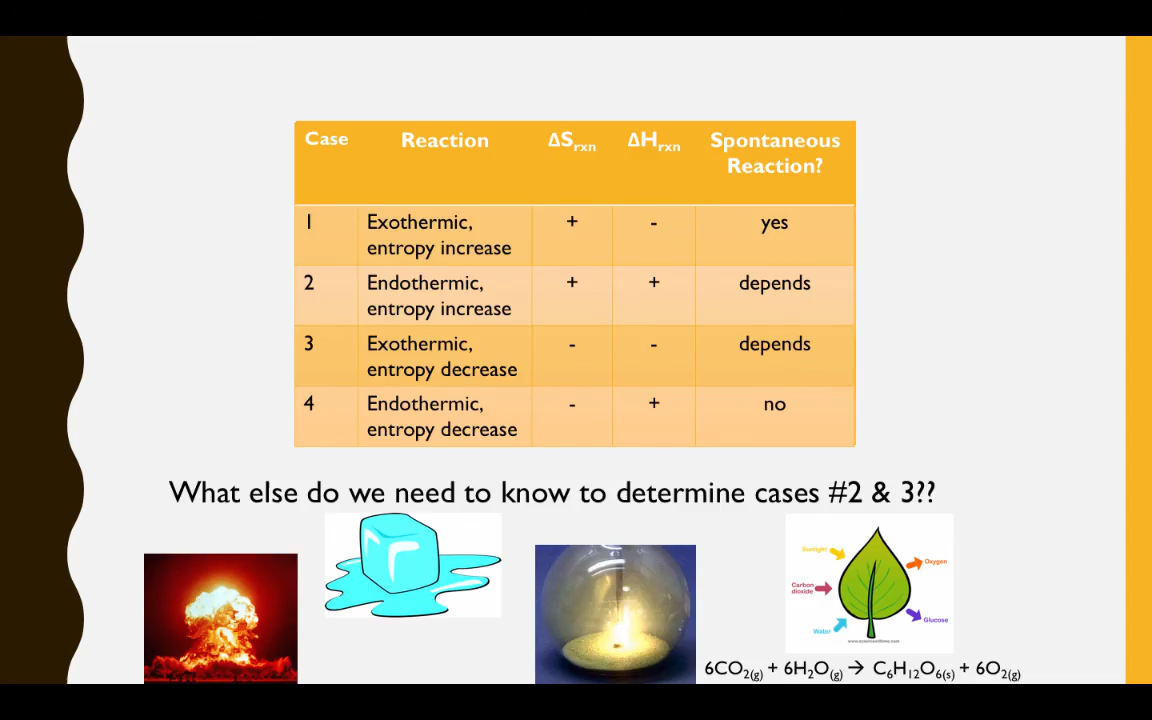 Case Reaction ΔSrxn ΔHrxn Spontaneous
Reaction?
1 Exothermic, + - yes
entropy increase
2 Endothermic, + + depends
entropy increase
3 Exothermic, - - depends
entropy decrease
4 Endothermic, - + no
entropy decrease
What else do we need to know to determine cases #2 & 3??
Sunlight
Oxygen
Carbon
dioxide
Glucose
Water
6CO2(g) + 6H2O(g) → C6H12O6(s) + 6O2(g)